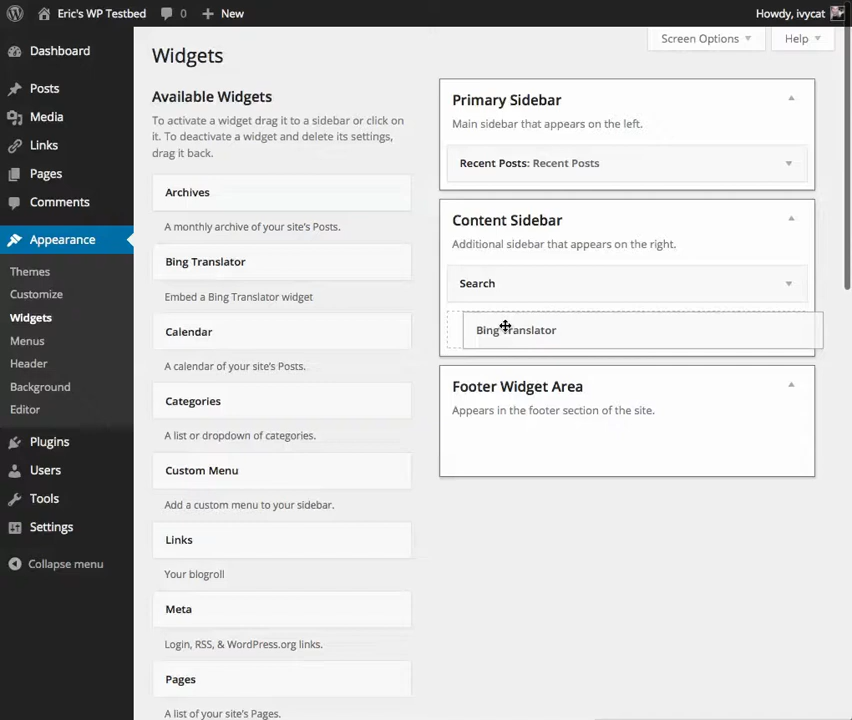 Eric's WP Testbed 0 New Howdy, ivycat
Screen Options Help
Dashboard
Posts
Media
Links
Pages
Comments
Appearance
Themes
Customize
Widgets
Menus
Header
Background
Editor
Plugins
Users
Tools
Settings
Collapse menu
Widgets
Available Widgets
To activate a widget drag it to a sidebar or click on
it. To deactivate a widget and delete its settings,
drag it back.
Archives
A monthly archive of your site's Posts.
Bing Translator
Embed a Bing Translator widget
Calendar
A calendar of your site's Posts.
Categories
A list or dropdown of categories.
Custom Menu
Add a custom menu to your sidebar.
Links
Your blogroll
Meta
Login, RSS, & WordPress.org links.
Pages
A list of your site's Pages.
Primary Sidebar
Main sidebar that appears on the left.
Recent Posts: Recent Posts
Content Sidebar
Additional sidebar that appears on the right.
Search
Bing Translator
Footer Widget Area
Appears in the footer section of the site.